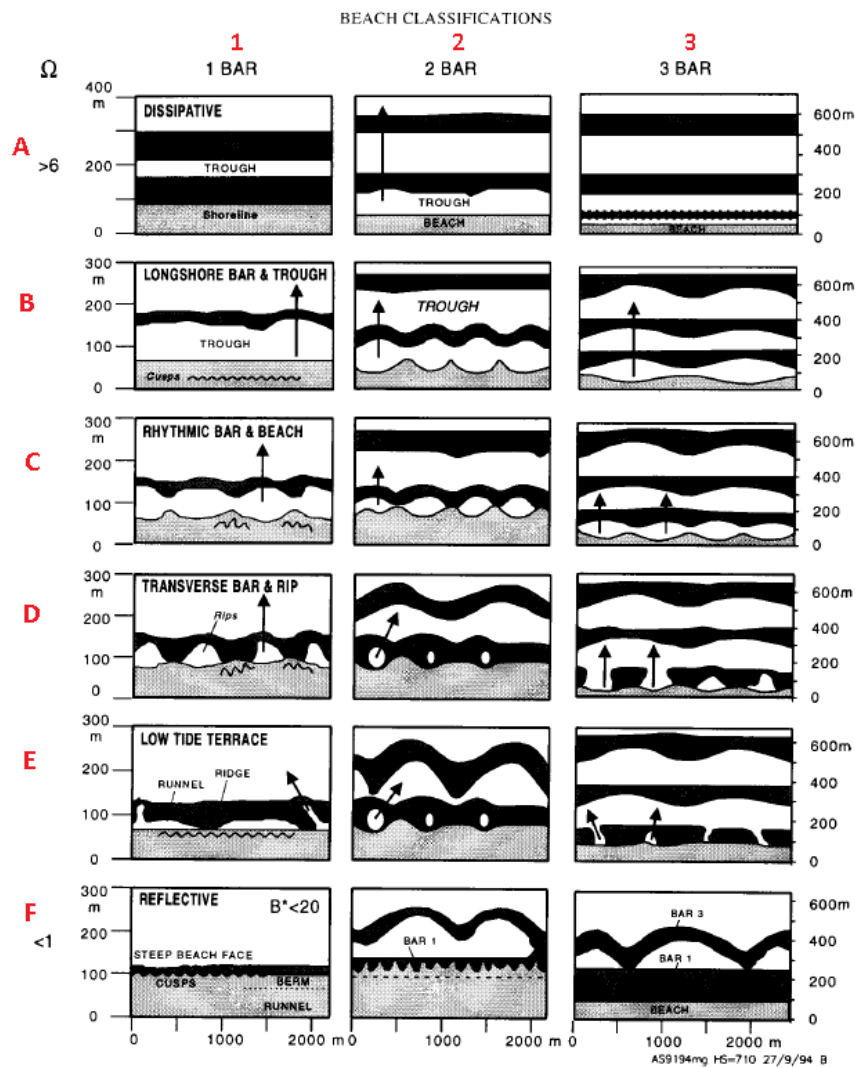 BEACH CLASSIFICATIONS
1 2 3
Ω 1 BAR 2 BAR 3 BAR
A
>6
400
m
200
0
DISSIPATIVE
TROUGH
Shoreline
TROUGH
BEACH
BEACH
600m
400
200
0
B
300
m
200
100
0
LONGSHORE BAR & TROUGH
TROUGH
Cusps
TROUGH
600m
400
200
0
C
300
m
200
100
0
RHYTHMIC BAR & BEACH
600m
400
200
0
D
300
m
200
100
0
TRANSVERSE BAR & RIP
Rips
600m
400
200
0
E
300
m
200
100
0
LOW TIDE TERRACE
RUNNEL
RIDGE
600m
400
200
0
F
<1
300
m
200
100
0
REFLECTIVE
B*<20
STEEP BEACH FACE
CUSPS
BERM
RUNNEL
BAR 1
BAR 3
BAR 1
BEACH
600m
400
200
0
0 1000 2000 m 0 1000 2000 m 0 1000 2000 m
AS9194mg HS=710 27/9/94 B